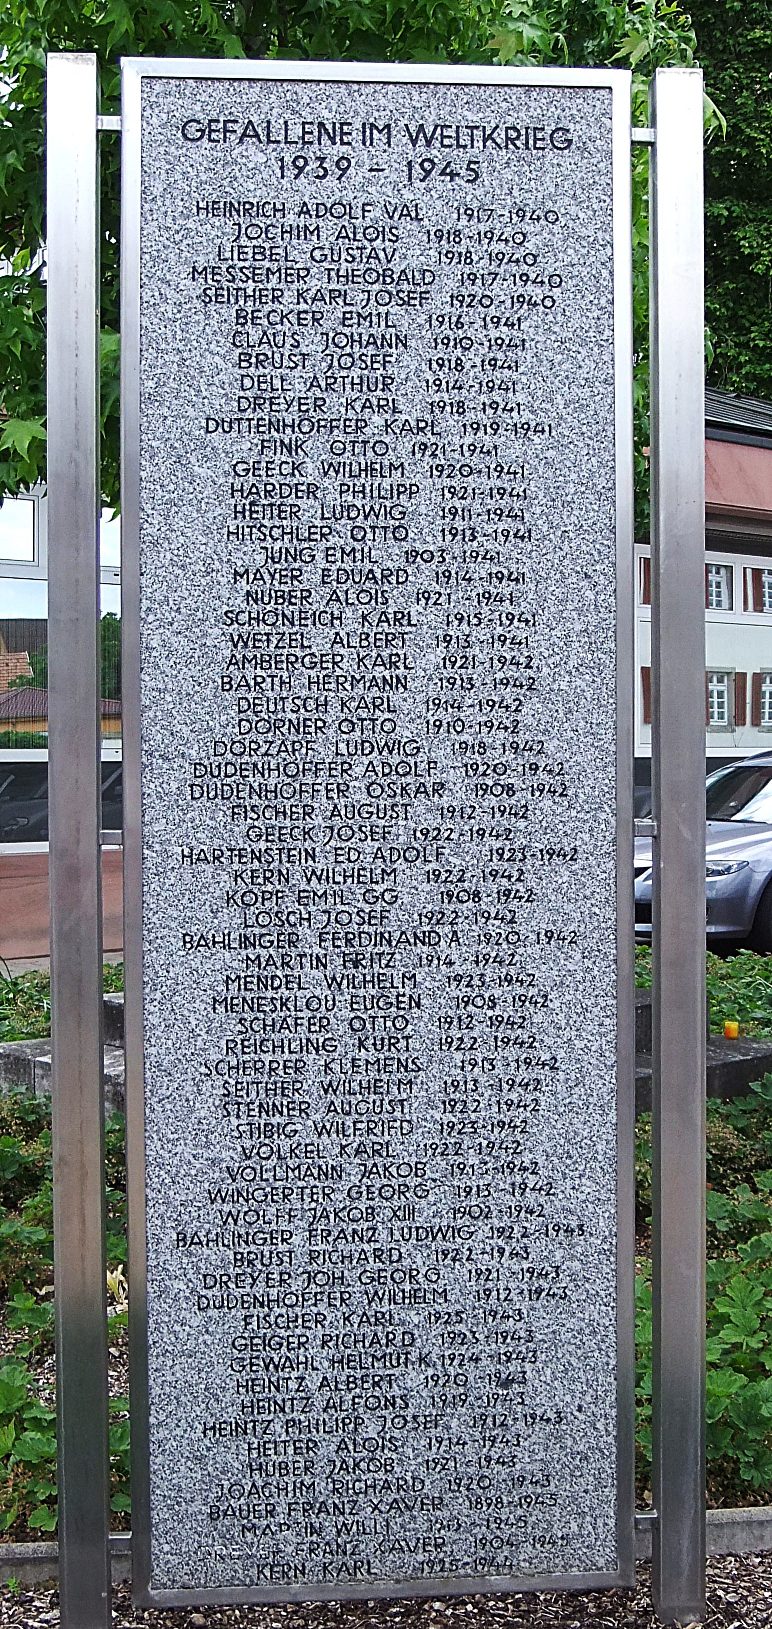 GEFALLENE IM WELTKRIEG
1939 - 1945
HEINRICH ADOLF VAL 1917-1940
JOCHIM ALOIS 1918-1940
LIEBEL GUSTAV 1918-1940
MESSEMER THEOBALD 1917-1940
SEITHER KARL JOSEF 1920-1940
BECKER EMIL 1916-1941
CLAUS JOHANN 1910-1941
BRUST JOSEF 1918-1941
DELL ARTHUR 1914-1941
DREYER KARL 1918-1941
DUTTENHÖFFER KARL 1919-1941
FINK OTTO 1921-1941
GEECK WILHELM 1920-1941
HARDER PHILIPP 1921-1941
HEITER LUDWIG 1911-1941
HITSCHLER OTTO 1913-1941
JUNG EMIL 1903-1941
MAYER EDUARD 1914-1941
NUBER ALOIS 1921-1941
SCHÖNEICH KARL 1915-1941
WETZEL ALBERT 1913-1941
AMBERGER KARL 1921-1942
BARTH HERMANN 1913-1942
DEUTSCH KARL 1914-1942
DÖRNER OTTO 1910-1942
DÖRZAPF LUDWIG 1918-1942
DUDENHÖFFER ADOLF 1920-1942
DUDENHÖFFER OSKAR 1908-1942
FISCHER AUGUST 1912-1942
GEECK JOSEF 1922-1942
HARTENSTEIN ED ADOLF 1923-1942
KERN WILHELM 1922-1942
KOPF EMIL GG 1908-1942
LÖSCH JOSEF 1922-1942
BAHLINGER FERDINAND A 1920-1942
MARTIN FRITZ 1914-1942
MENDEL WILHELM 1923-1942
MENESKLOU EUGEN 1908-1942
SCHÄFER OTTO 1912-1942
REICHLING KURT 1922-1942
SCHERRER KLEMENS 1913-1942
SEITHER WILHELM 1913-1942
STENNER AUGUST 1922-1942
STIBIG WILFRIED 1923-1942
VÖLKEL KARL 1922-1942
VOLLMANN JAKOB 1913-1942
WINGERTER GEORG 1913-1942
WOLFF JAKOB XIII 1902-1942
BAHLINGER FRANZ LUDWIG 1922-1943
BRUST RICHARD 1922-1943
DREYER JOH GEORG 1921-1943
DUDENHÖFFER WILHELM 1912-1943
FISCHER KARL 1925-1943
GEIGER RICHARD 1923-1943
GEWAHL HELMUT K 1924-1943
HEINTZ ALBERT 1920-1943
HEINTZ ALFONS 1919-1943
HEINTZ PHILIPP JOSEF 1912-1943
HEITER ALOIS 1914-1943
HUBER JAKOB 1921-1943
JOACHIM RICHARD 1920-1943
BAUER FRANZ XAVER 1898-1945
MARTIN WILLI 1945
FRANZ XAVER 1904-1945
KERN KARL 1925-1944